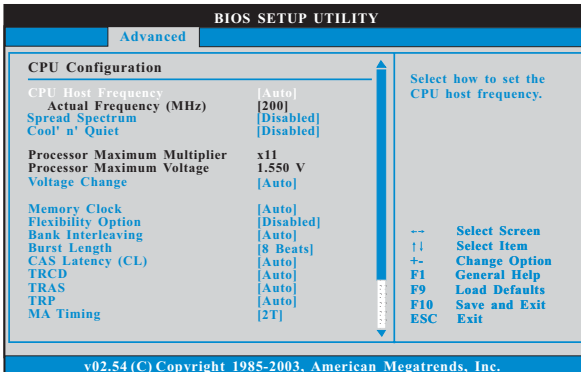 BIOS SETUP UTILITY
Advanced
CPU Configuration
CPU Host Frequency [Auto]
Actual Frequency (MHz) [200]
Spread Spectrum [Disabled]
Cool' n' Quiet [Disabled]
Processor Maximum Multiplier x11
Processor Maximum Voltage 1.550 V
Voltage Change [Auto]
Memory Clock [Auto]
Flexibility Option [Disabled]
Bank Interleaving [Auto]
Burst Length [8 Beats]
CAS Latency (CL) [Auto]
TRCD [Auto]
TRAS [Auto]
TRP [Auto]
MA Timing [2T]
Select how to set the
CPU host frequency.
←→ Select Screen
↑↓ Select Item
+- Change Option
F1 General Help
F9 Load Defaults
F10 Save and Exit
ESC Exit
v02.54 (C) Copyright 1985-2003, American Megatrends, Inc.